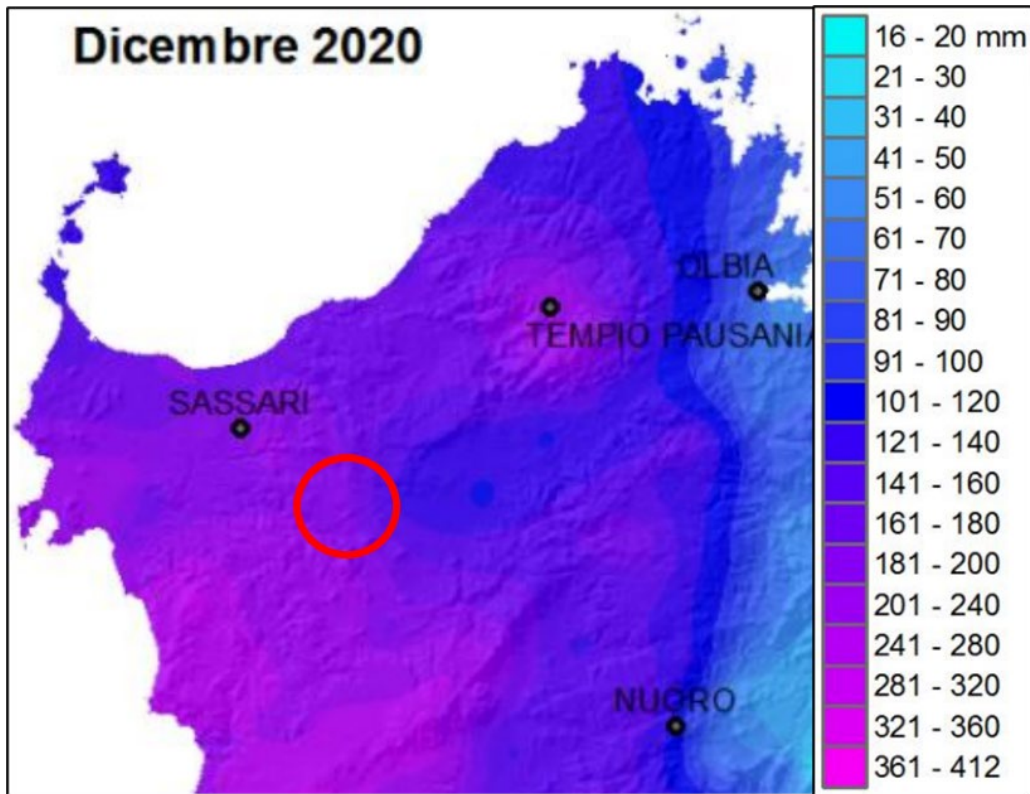 Dicembre 2020
OLBIA
TEMPIO PAUSANIA
SASSARI
NUORO
16 - 20 mm
21 - 30
31 - 40
41 - 50
51 - 60
61 - 70
71 - 80
81 - 90
91 - 100
101 - 120
121 - 140
141 - 160
161 - 180
181 - 200
201 - 240
241 - 280
281 - 320
321 - 360
361 - 412